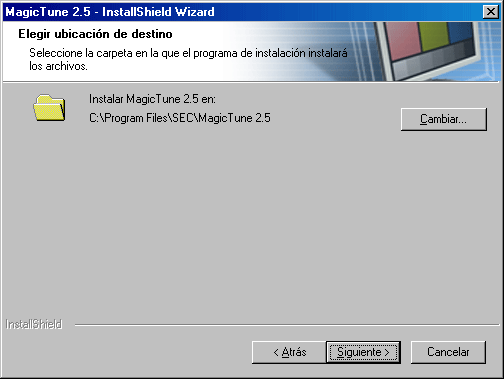 MagicTune 2.5 - InstallShield Wizard
Elegir ubicación de destino
Seleccione la carpeta en la que el programa de instalación instalará
los archivos.
Instalar MagicTune 2.5 en:
C:\Program Files\SEC\MagicTune 2.5
Cambiar...
InstallShield
< Atrás
Siguiente >
Cancelar